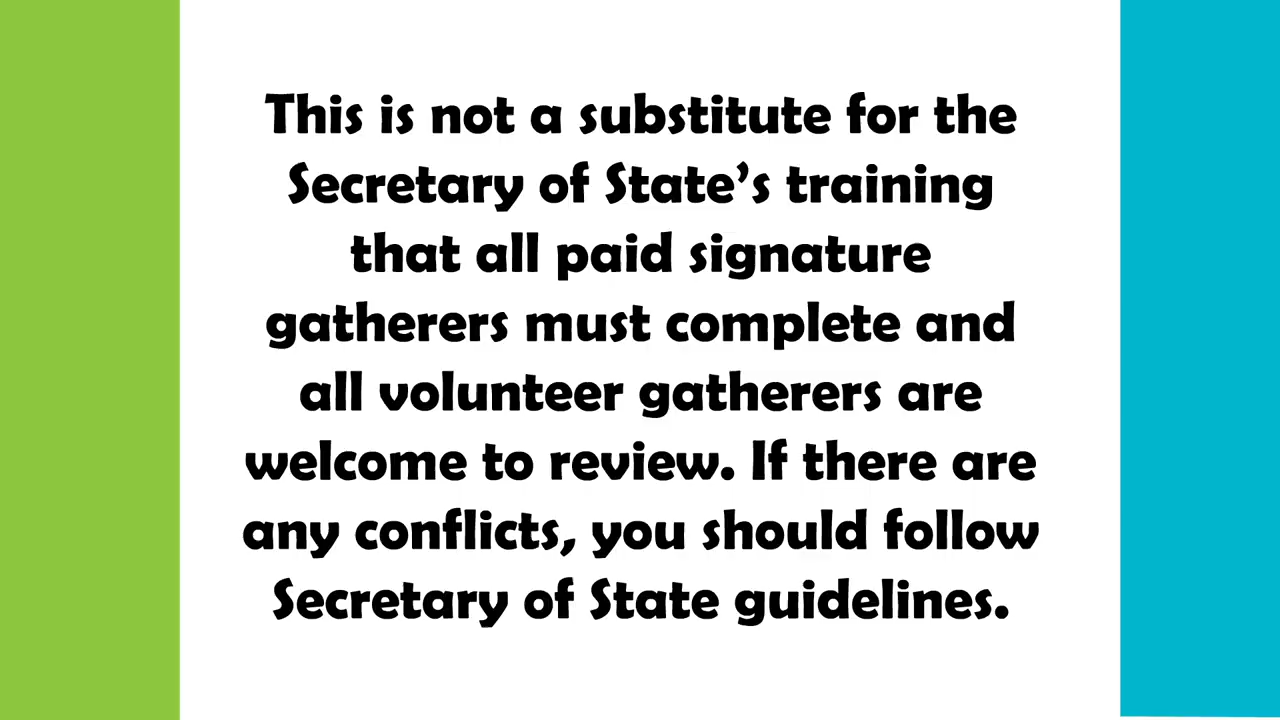 This is not a substitute for the
Secretary of State’s training
that all paid signature
gatherers must complete and
all volunteer gatherers are
welcome to review. If there are
any conflicts, you should follow
Secretary of State guidelines.